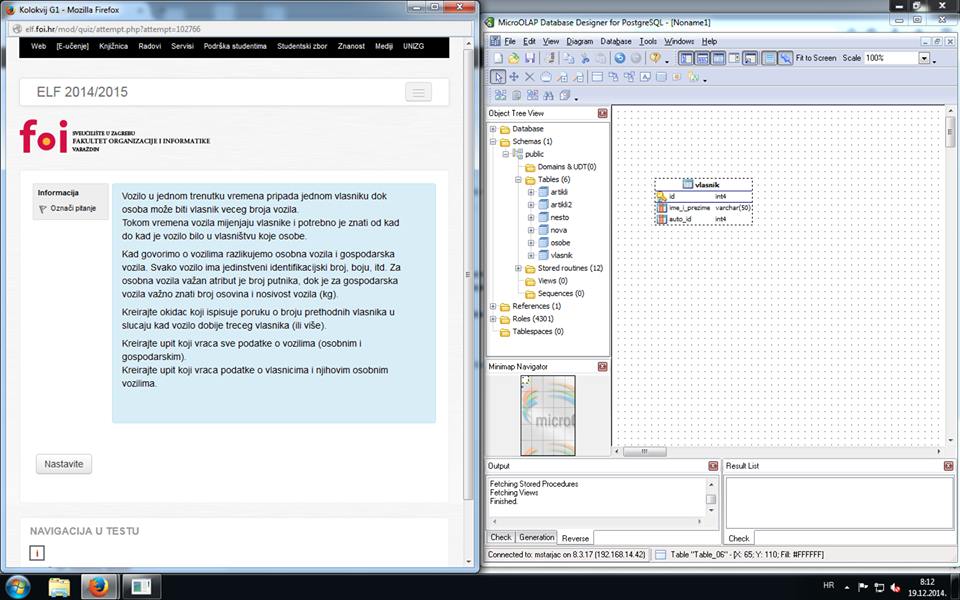 Kolokvij G1 - Mozilla Firefox
elf.foi.hr/mod/quiz/attempt.php?attempt=102766
Web [E-učenje] Knjižnica Radovi Servisi Podrška studentima Studentski zbor Znanost Mediji UNIZG
ELF 2014/2015
foi SVEUČILIŠTE U ZAGREBU
FAKULTET ORGANIZACIJE I INFORMATIKE
VARAŽDIN
Informacija
Označi pitanje
Vozilo u jednom trenutku vremena pripada jednom vlasniku dok
osoba može biti vlasnik veceg broja vozila.
Tokom vremena vozila mijenjaju vlasnike i potrebno je znati od kad
do kad je vozilo bilo u vlasništvu koje osobe.
Kad govorimo o vozilima razlikujemo osobna vozila i gospodarska
vozila. Svako vozilo ima jedinstveni identifikacijski broj, boju, itd. Za
osobna vozila važan atribut je broj putnika, dok je za gospodarska
vozila važno znati broj osovina i nosivost vozila (kg).
Kreirajte okidac koji ispisuje poruku o broju prethodnih vlasnika u
slucaju kad vozilo dobije treceg vlasnika (ili više).
Kreirajte upit koji vraca sve podatke o vozilima (osobnim i
gospodarskim).
Kreirajte upit koji vraca podatke o vlasnicima i njihovim osobnim
vozilima.
Nastavite
NAVIGACIJA U TESTU
i
MicroOLAP Database Designer for PostgreSQL - [Noname1]
File Edit View Diagram Database Tools Windows Help
Fit to Screen Scale 100%
Object Tree View
Database
Schemas (1)
public
Domains & UDT(0)
Tables (6)
artikli
artikli2
nesto
nova
osobe
vlasnik
Stored routines (12)
Views (0)
Sequences (0)
References (1)
Roles (4301)
Tablespaces (0)
vlasnik
id int4
ime_i_prezime varchar(50)
auto_id int4
Minimap Navigator
microl
Output
Fetching Stored Procedures
Fetching Views
Finished.
Check Generation Reverse
Result List
Check
Connected to: mstarjac on 8.3.17 (192.168.14.42)
Table "Table_06" - [X: 65; Y: 110; Fill: #FFFFFF]
HR
8:12
19.12.2014.